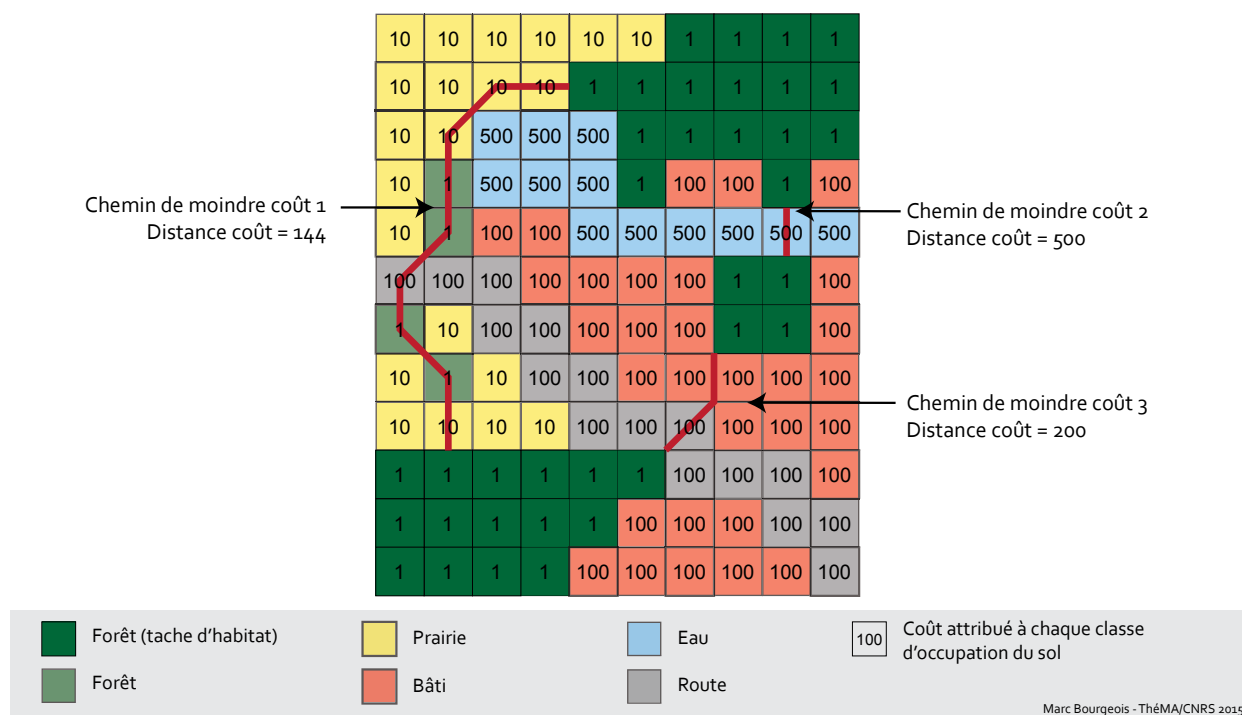 10 10 10 10 10 10 1 1 1 1
10 10 10 10 1 1 1 1 1 1
10 10 500 500 500 1 1 1 1 1
10 1 500 500 500 1 100 100 1 100
Chemin de moindre coût 1
Distance coût = 144
Chemin de moindre coût 2
Distance coût = 500
10 1 100 100 500 500 500 500 500 500
100 100 100 100 100 100 100 1 1 100
1 10 100 100 100 100 100 1 1 100
10 1 10 100 100 100 100 100 100 100
Chemin de moindre coût 3
Distance coût = 200
10 10 10 10 100 100 100 100 100 100
1 1 1 1 1 1 100 100 100 100
1 1 1 1 1 100 100 100 100 100
1 1 1 1 100 100 100 100 100 100
Forêt (tache d'habitat)
Prairie
Eau
100
Coût attribué à chaque classe
d'occupation du sol
Forêt
Bâti
Route
Marc Bourgeois - ThéMA/CNRS 2015